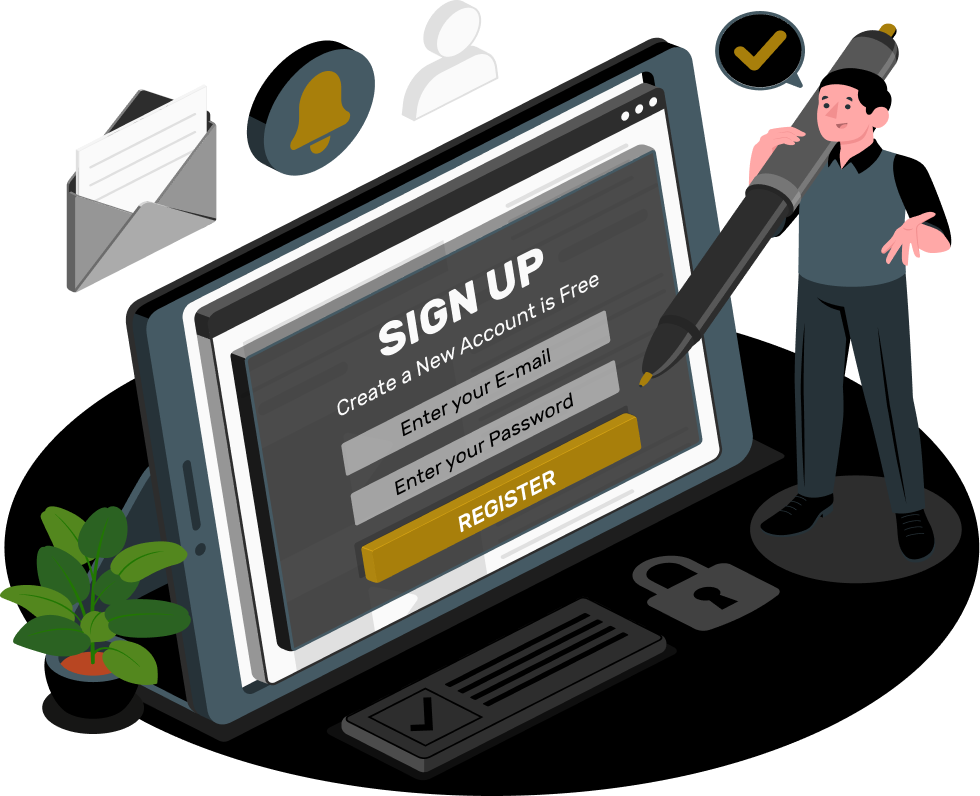 SIGN UP
Create a New Account is Free
Enter your E-mail
Enter your Password
REGISTER